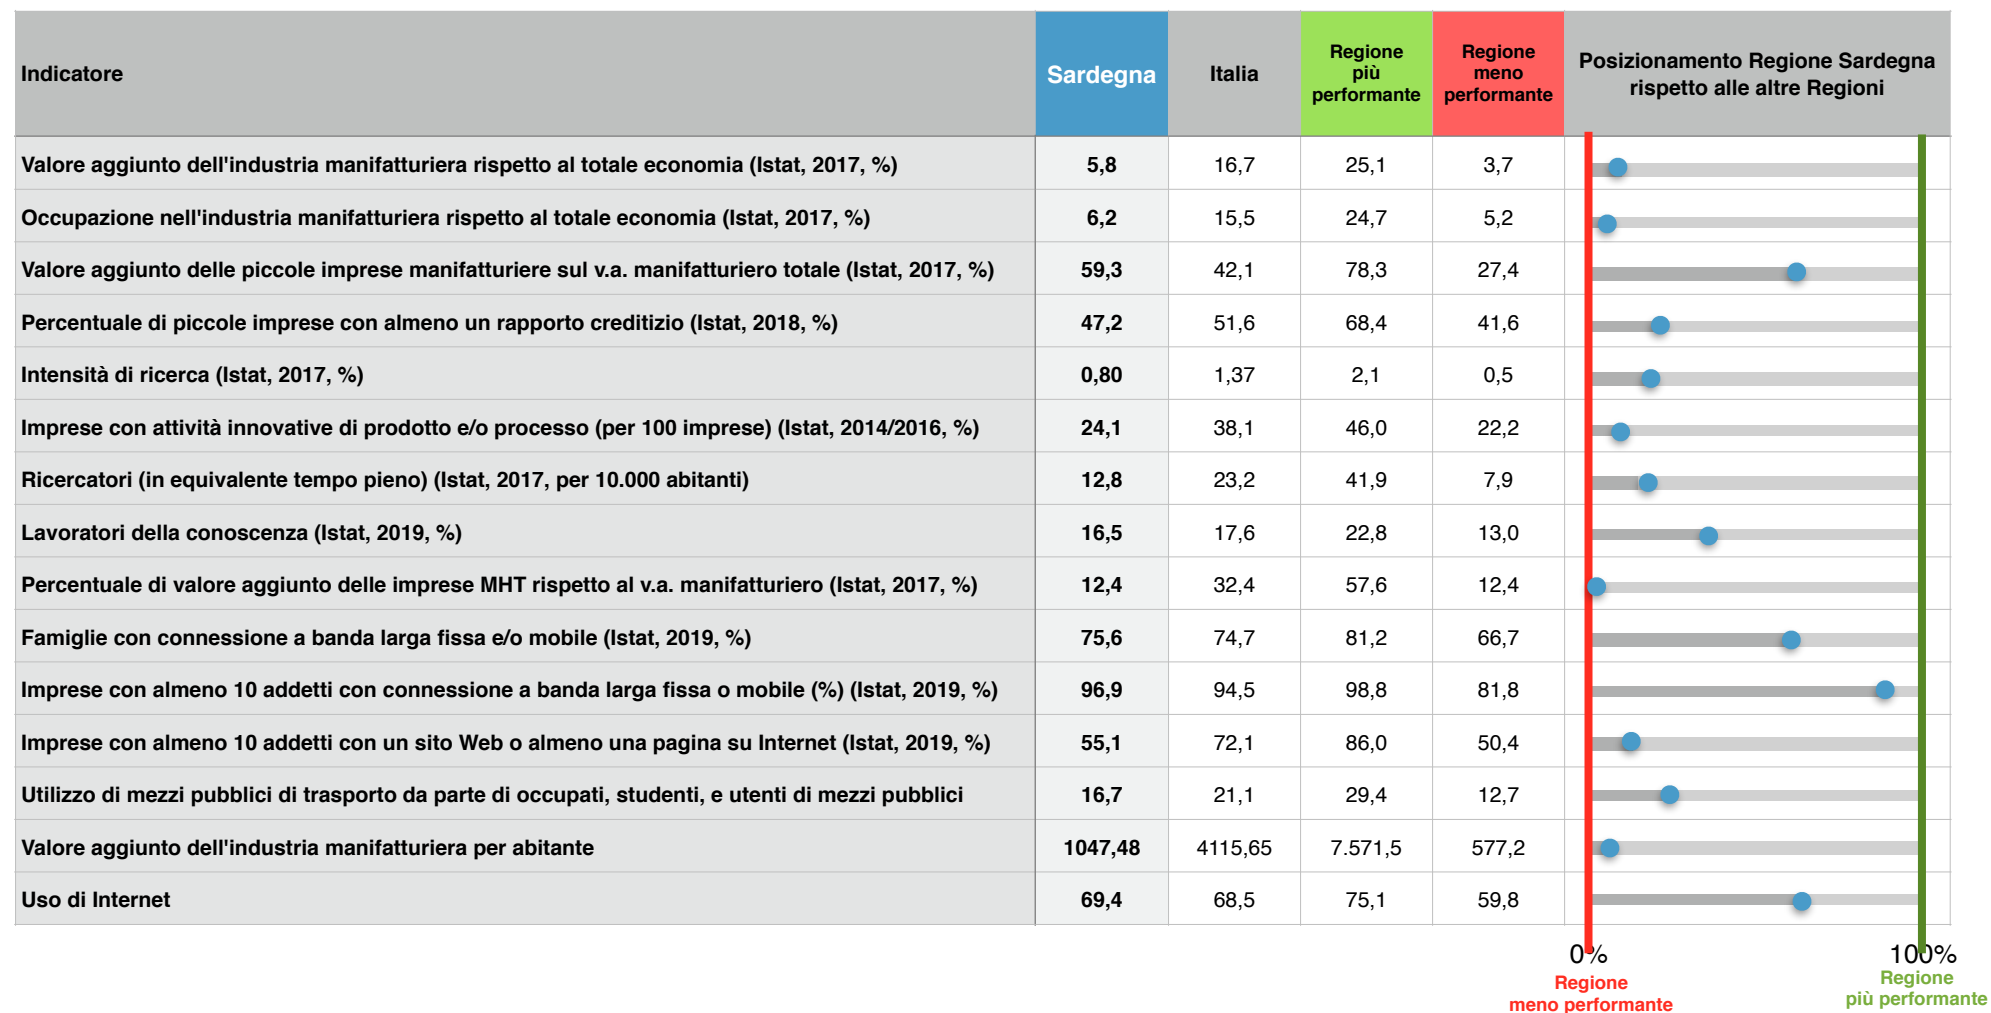 Indicatore Sardegna Italia Regione più performante Regione meno performante Posizionamento Regione Sardegna rispetto alle altre Regioni
Valore aggiunto dell'industria manifatturiera rispetto al totale economia (Istat, 2017, %) 5,8 16,7 25,1 3,7
Occupazione nell'industria manifatturiera rispetto al totale economia (Istat, 2017, %) 6,2 15,5 24,7 5,2
Valore aggiunto delle piccole imprese manifatturiere sul v.a. manifatturiero totale (Istat, 2017, %) 59,3 42,1 78,3 27,4
Percentuale di piccole imprese con almeno un rapporto creditizio (Istat, 2018, %) 47,2 51,6 68,4 41,6
Intensità di ricerca (Istat, 2017, %) 0,80 1,37 2,1 0,5
Imprese con attività innovative di prodotto e/o processo (per 100 imprese) (Istat, 2014/2016, %) 24,1 38,1 46,0 22,2
Ricercatori (in equivalente tempo pieno) (Istat, 2017, per 10.000 abitanti) 12,8 23,2 41,9 7,9
Lavoratori della conoscenza (Istat, 2019, %) 16,5 17,6 22,8 13,0
Percentuale di valore aggiunto delle imprese MHT rispetto al v.a. manifatturiero (Istat, 2017, %) 12,4 32,4 57,6 12,4
Famiglie con connessione a banda larga fissa e/o mobile (Istat, 2019, %) 75,6 74,7 81,2 66,7
Imprese con almeno 10 addetti con connessione a banda larga fissa o mobile (%) (Istat, 2019, %) 96,9 94,5 98,8 81,8
Imprese con almeno 10 addetti con un sito Web o almeno una pagina su Internet (Istat, 2019, %) 55,1 72,1 86,0 50,4
Utilizzo di mezzi pubblici di trasporto da parte di occupati, studenti, e utenti di mezzi pubblici 16,7 21,1 29,4 12,7
Valore aggiunto dell'industria manifatturiera per abitante 1047,48 4115,65 7.571,5 577,2
Uso di Internet 69,4 68,5 75,1 59,8
0% 100%
Regione meno performante
Regione più performante